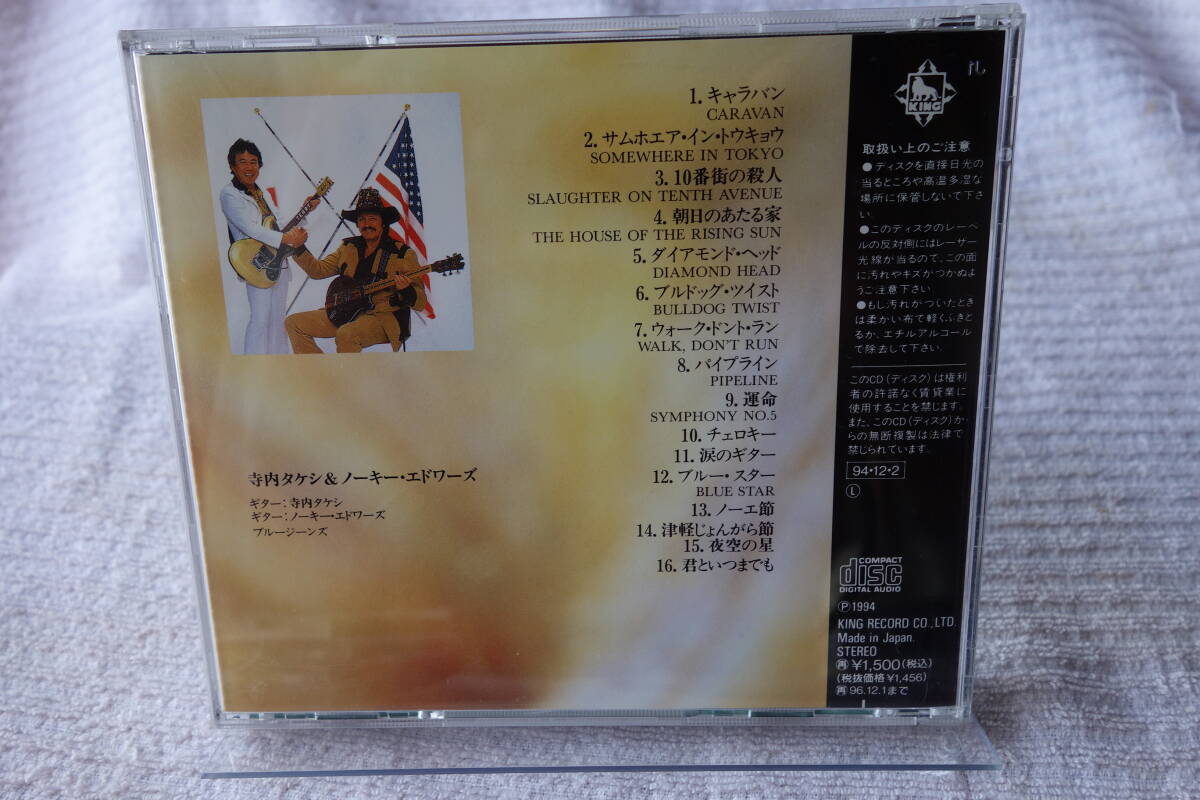 1. キャラバン
CARAVAN
2. サムホエア・イン・トウキョウ
SOMEWHERE IN TOKYO
3. 10番街の殺人
SLAUGHTER ON TENTH AVENUE
4. 朝日のあたる家
THE HOUSE OF THE RISING SUN
5. ダイアモンド・ヘッド
DIAMOND HEAD
6. ブルドッグ・ツイスト
BULLDOG TWIST
7. ウォーク・ドント・ラン
WALK, DON'T RUN
8. パイプライン
PIPELINE
9. 運命
SYMPHONY NO.5
10. チェロキー
11. 涙のギター
12. ブルー・スター
BLUE STAR
13. ノーエ節
14. 津軽じょんがら節
15. 夜空の星
16. 君といつまでも
寺内タケシ&ノーキー・エドワーズ
ギター:寺内タケシ
ギター:ノーキー・エドワーズ
ブルージーンズ
KING
取扱い上のご注意
●ディスクを直接日光の
当るところや高温多湿な
場所に保管しないで下さ
い。
●このディスクのレーベ
ルの反対側にはレーザー
光線が当るので、この面
に汚れやキズがつかぬよ
うご注意下さい。
●もし汚れがついたとき
は柔かい布で軽くふきと
るか、エチルアルコール
で除去して下さい。
このCD(ディスク)は権利
者の許諾なく賃貸業に
使用することを禁じます。
また、このCD(ディスク)か
らの無断複製は法律で
禁じられています。
94・12・2
Ⓛ
COMPACT
disc
DIGITAL AUDIO
Ⓟ1994
KING RECORD CO.,LTD.
Made in Japan.
STEREO
㊢¥1,500(税込)
(税抜価格¥1,456)
㊢96.12.1まで